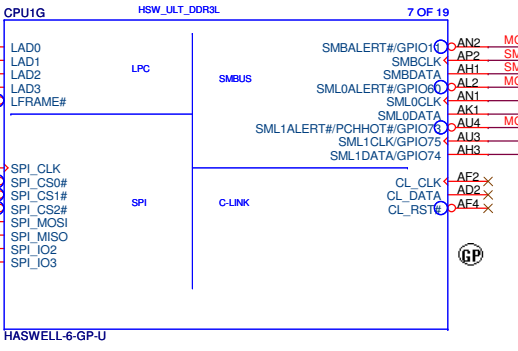 CPU1G HSW_ULT_DDR3L 7 OF 19
LAD0
LAD1
LAD2
LAD3
LFRAME#
LPC
SMBUS
SMBALERT#/GPIO11 AN2
SMBCLK AP2
SMBDATA AH1
SML0ALERT#/GPIO60 AL2
SML0CLK AN1
SML0DATA AK1
SML1ALERT#/PCHHOT#/GPIO73 AU4
SML1CLK/GPIO75 AU3
SML1DATA/GPIO74 AH3
SPI_CLK
SPI_CS0#
SPI_CS1#
SPI_CS2#
SPI_MOSI
SPI_MISO
SPI_IO2
SPI_IO3
SPI
C-LINK
CL_CLK AF2
CL_DATA AD2
CL_RST# AF4
GP
HASWELL-6-GP-U